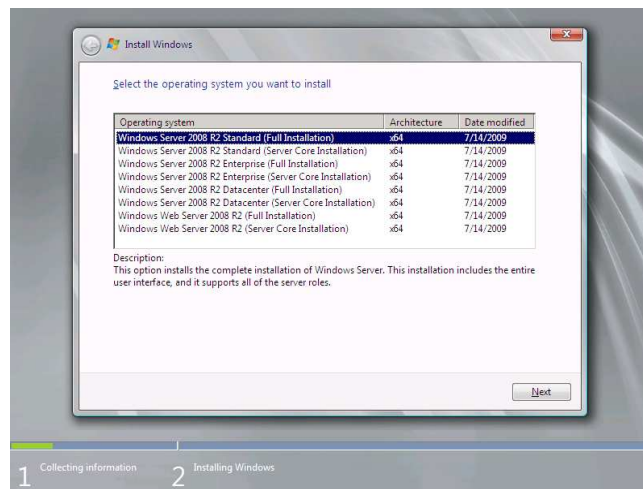 Install Windows
Select the operating system you want to install
Operating system Architecture Date modified
Windows Server 2008 R2 Standard (Full Installation) x64 7/14/2009
Windows Server 2008 R2 Standard (Server Core Installation) x64 7/14/2009
Windows Server 2008 R2 Enterprise (Full Installation) x64 7/14/2009
Windows Server 2008 R2 Enterprise (Server Core Installation) x64 7/14/2009
Windows Server 2008 R2 Datacenter (Full Installation) x64 7/14/2009
Windows Server 2008 R2 Datacenter (Server Core Installation) x64 7/14/2009
Windows Web Server 2008 R2 (Full Installation) x64 7/14/2009
Windows Web Server 2008 R2 (Server Core Installation) x64 7/14/2009
Description:
This option installs the complete installation of Windows Server. This installation includes the entire
user interface, and it supports all of the server roles.
Next
1 Collecting information 2 Installing Windows